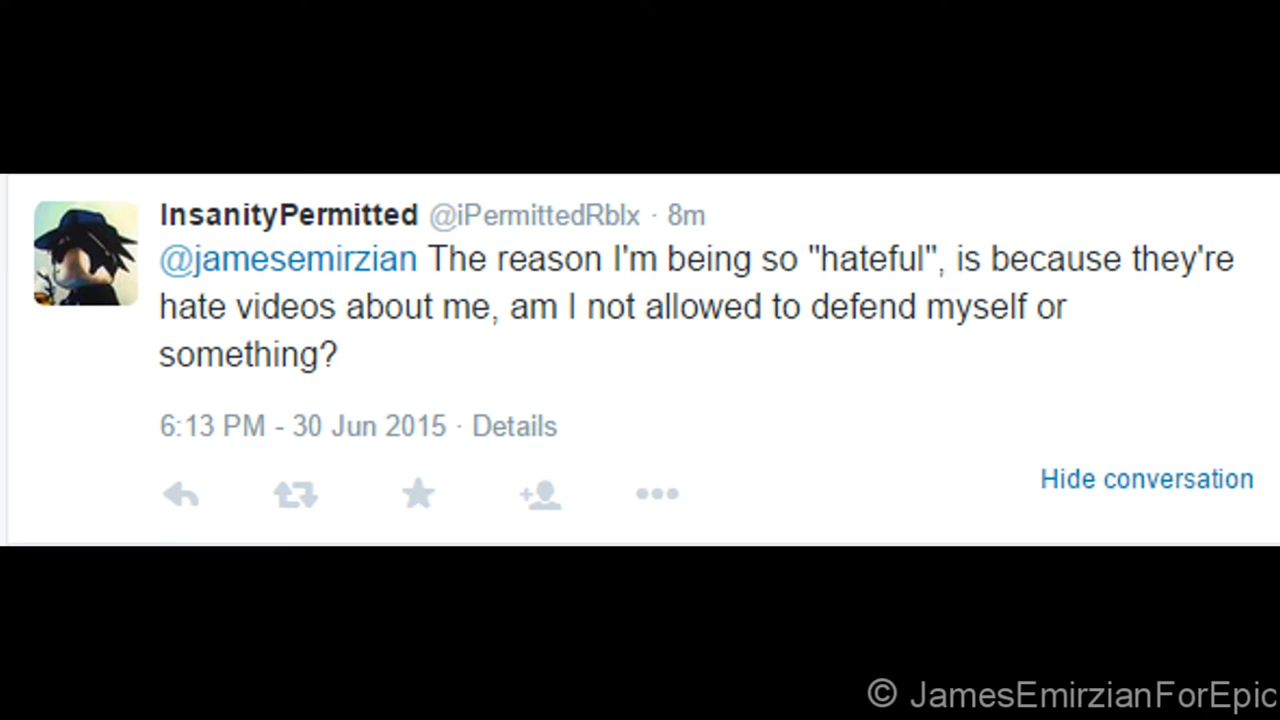 InsanityPermitted @iPermittedRblx · 8m
@jamesemirzian The reason I'm being so "hateful", is because they're
hate videos about me, am I not allowed to defend myself or
something?
6:13 PM - 30 Jun 2015 · Details
Hide conversation
© JamesEmirzianForEpic